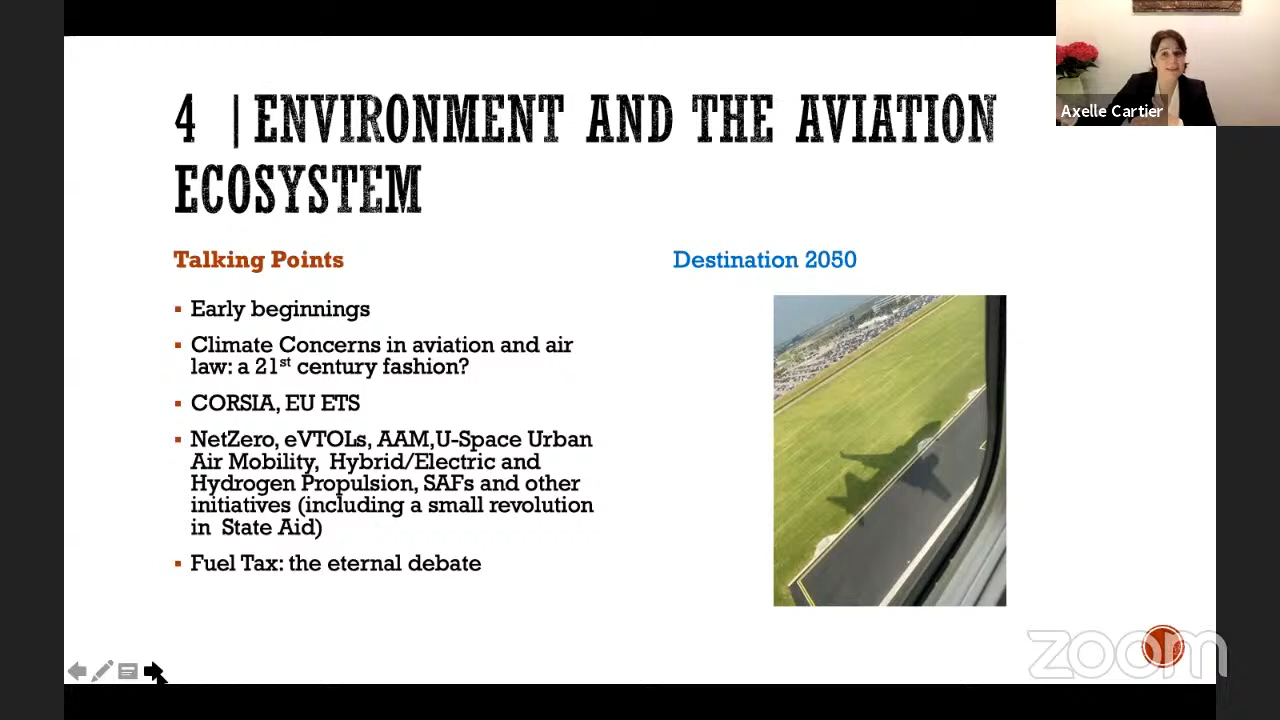 4 | ENVIRONMENT AND THE AVIATION
ECOSYSTEM
Axelle Cartier
Talking Points
▪ Early beginnings
▪ Climate Concerns in aviation and air
law: a 21st century fashion?
▪ CORSIA, EU ETS
▪ NetZero, eVTOLs, AAM,U-Space Urban
Air Mobility, Hybrid/Electric and
Hydrogen Propulsion, SAFs and other
initiatives (including a small revolution
in State Aid)
▪ Fuel Tax: the eternal debate
Destination 2050
zoom